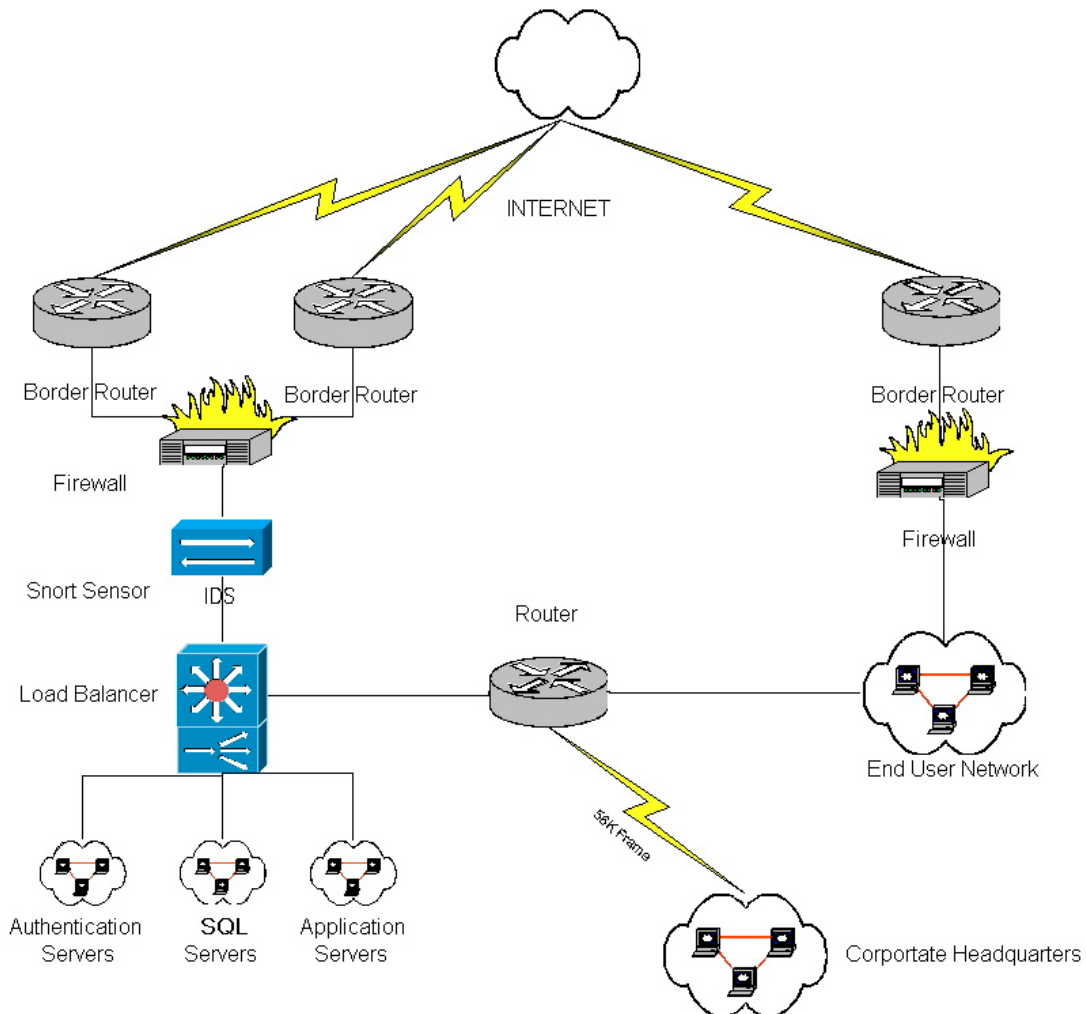 INTERNET
Border Router
Border Router
Border Router
Firewall
Firewall
Snort Sensor
IDS
Router
Load Balancer
End User Network
56K Frame
Authentication
Servers
SQL
Servers
Application
Servers
Corportate Headquarters